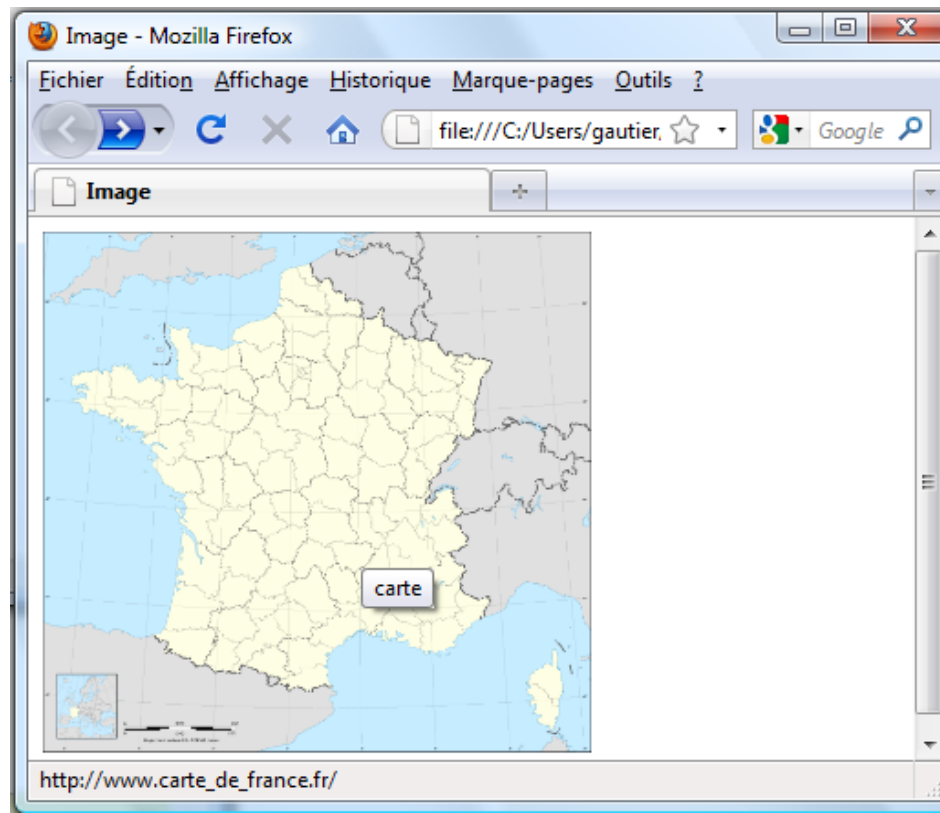 Image - Mozilla Firefox
Fichier Édition Affichage Historique Marque-pages Outils ?
file:///C:/Users/gautier, Google
Image
carte
http://www.carte_de_france.fr/